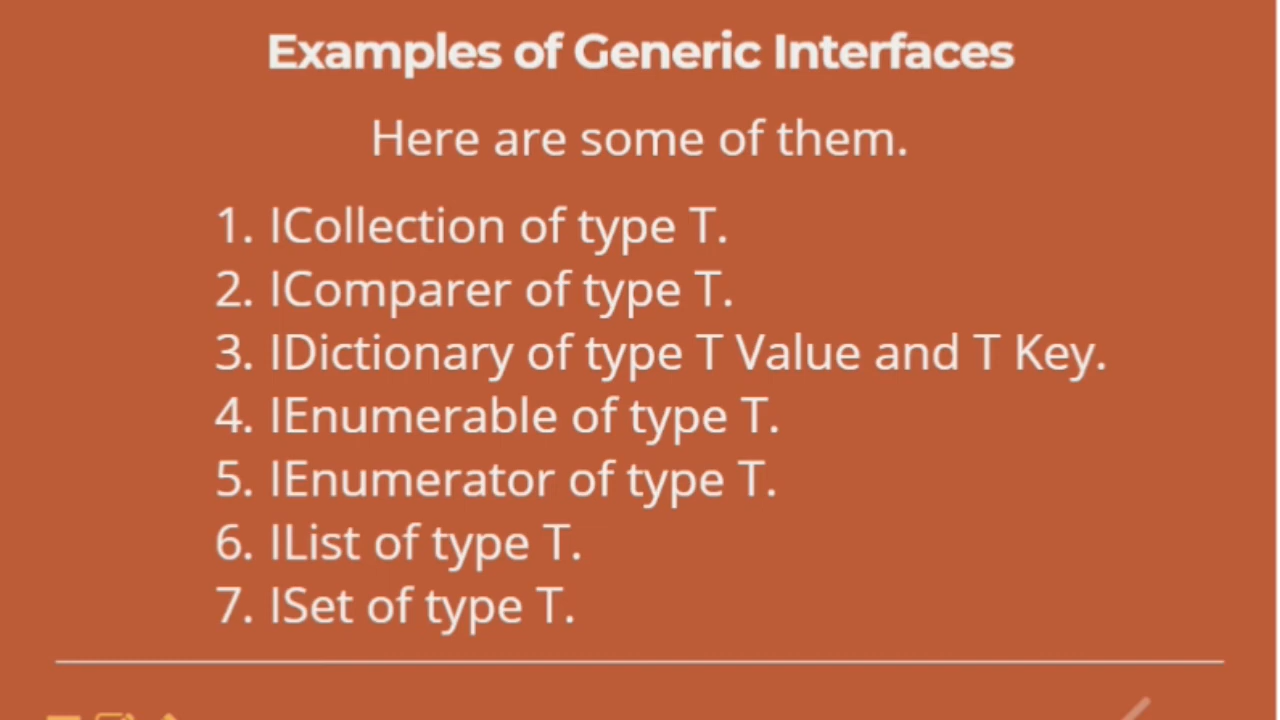 Examples of Generic Interfaces
Here are some of them.
1. ICollection of type T.
2. IComparer of type T.
3. IDictionary of type T Value and T Key.
4. IEnumerable of type T.
5. IEnumerator of type T.
6. IList of type T.
7. ISet of type T.